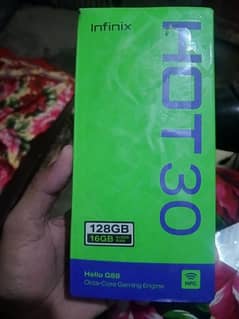 Infinix
HOT 30
128GB
16GB
Helio G88
Octa-Core Gaming Engine
NFC